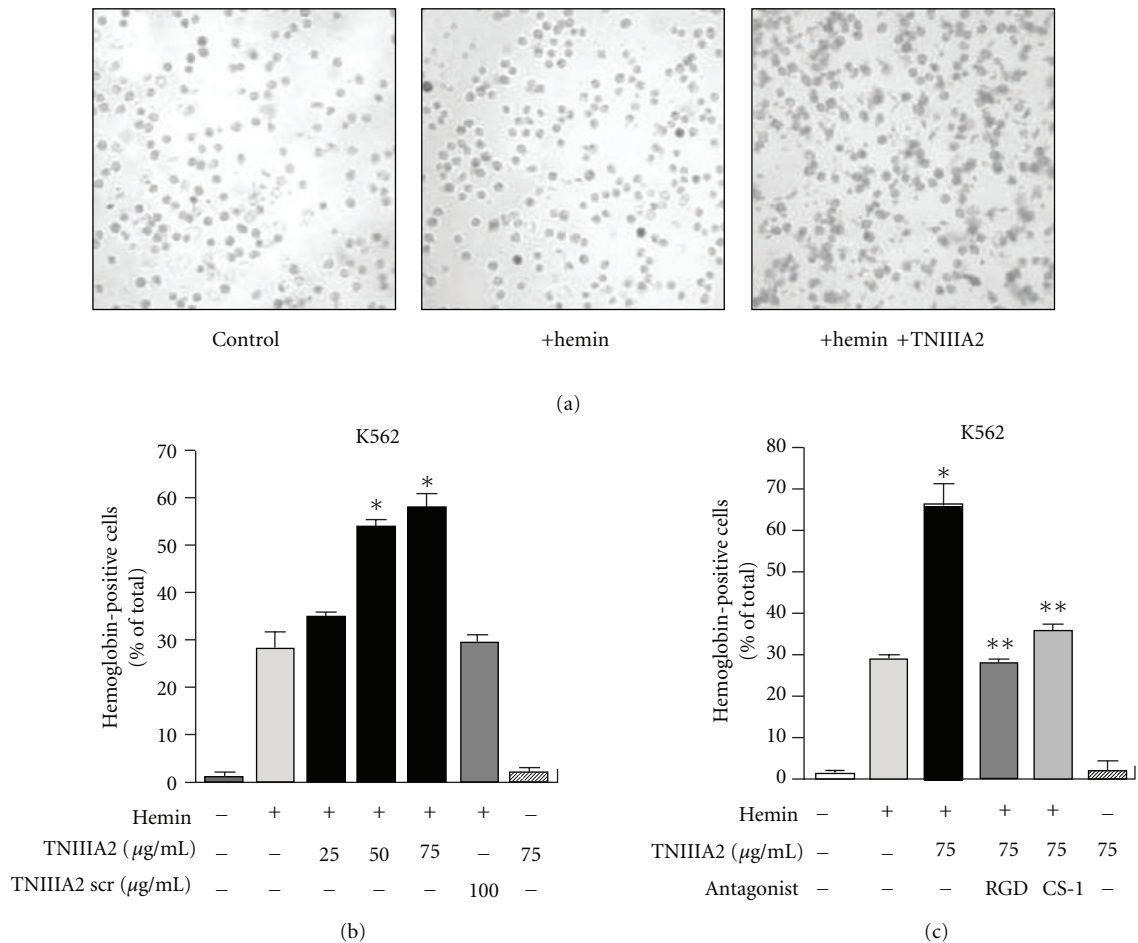 Control +hemin +hemin +TNIIIA2
(a)
K562
Hemoglobin-positive cells
(% of total)
70
60
50
40
30
20
10
0
* *
Hemin − + + + + + −
TNIIIA2 (μg/mL) − − 25 50 75 − 75
TNIIIA2 scr (μg/mL) − − − − − 100 −
(b)
K562
Hemoglobin-positive cells
(% of total)
80
70
60
50
40
30
20
10
0
* ** **
Hemin − + + + + −
TNIIIA2 (μg/mL) − − 75 75 75 75
Antagonist − − − RGD CS-1 −
(c)